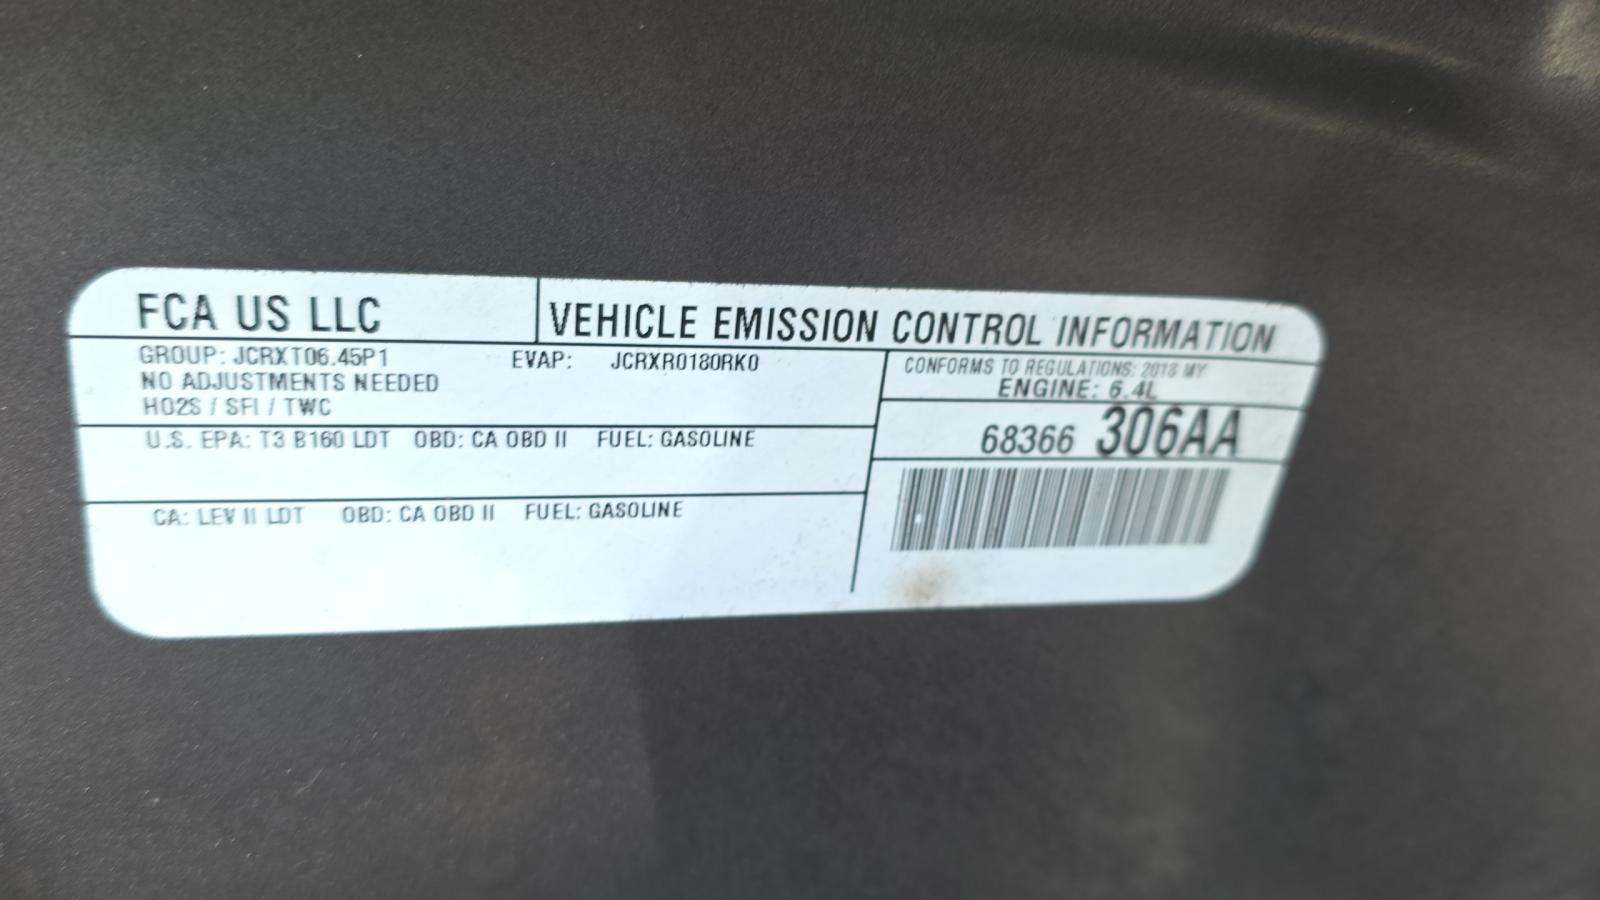 FCA US LLC
VEHICLE EMISSION CONTROL INFORMATION
GROUP: JCRXT06.45P1 EVAP: JCRXR0180RK0
NO ADJUSTMENTS NEEDED
HO2S / SFI / TWC
CONFORMS TO REGULATIONS: 2018 MY
ENGINE: 6.4L
68366 306AA
U.S. EPA: T3 B160 LDT OBD: CA OBD II FUEL: GASOLINE
CA: LEV II LDT OBD: CA OBD II FUEL: GASOLINE